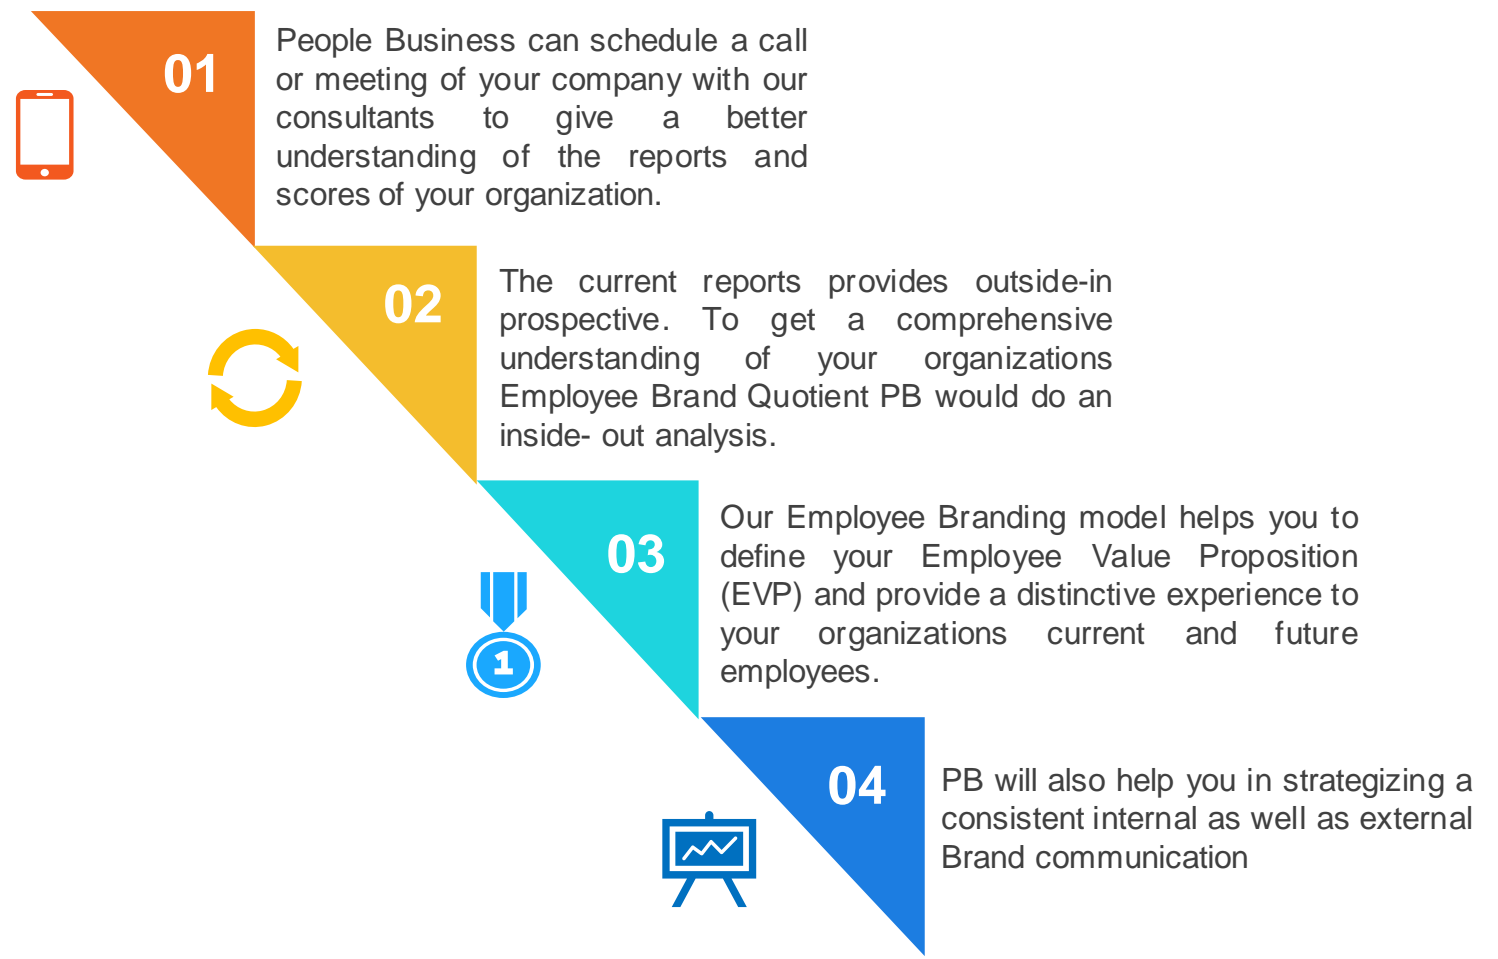 01
People Business can schedule a call
or meeting of your company with our
consultants to give a better
understanding of the reports and
scores of your organization.
02
The current reports provides outside-in
prospective. To get a comprehensive
understanding of your organizations
Employee Brand Quotient PB would do an
inside- out analysis.
03
Our Employee Branding model helps you to
define your Employee Value Proposition
(EVP) and provide a distinctive experience to
your organizations current and future
employees.
1
04
PB will also help you in strategizing a
consistent internal as well as external
Brand communication